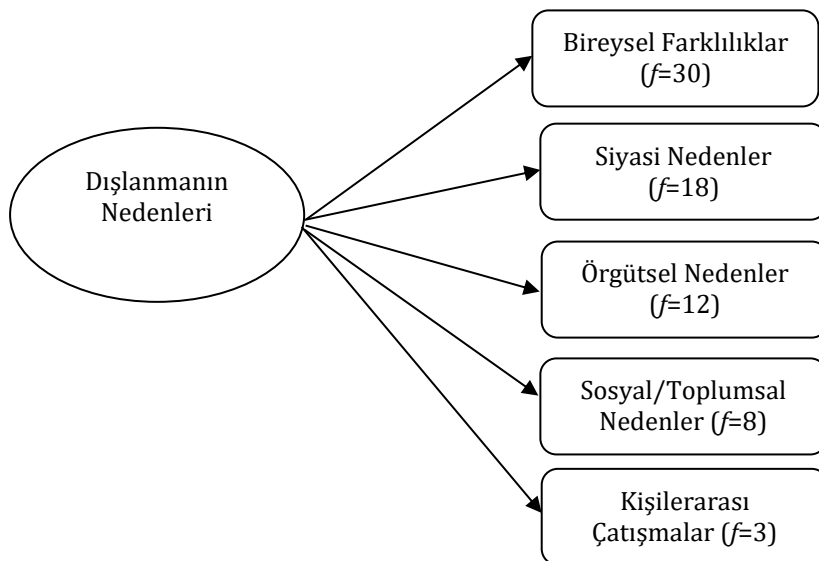 Dışlanmanın
Nedenleri
Bireysel Farklılıklar
(f=30)
Siyasi Nedenler
(f=18)
Örgütsel Nedenler
(f=12)
Sosyal/Toplumsal
Nedenler (f=8)
Kişilerarası
Çatışmalar (f=3)